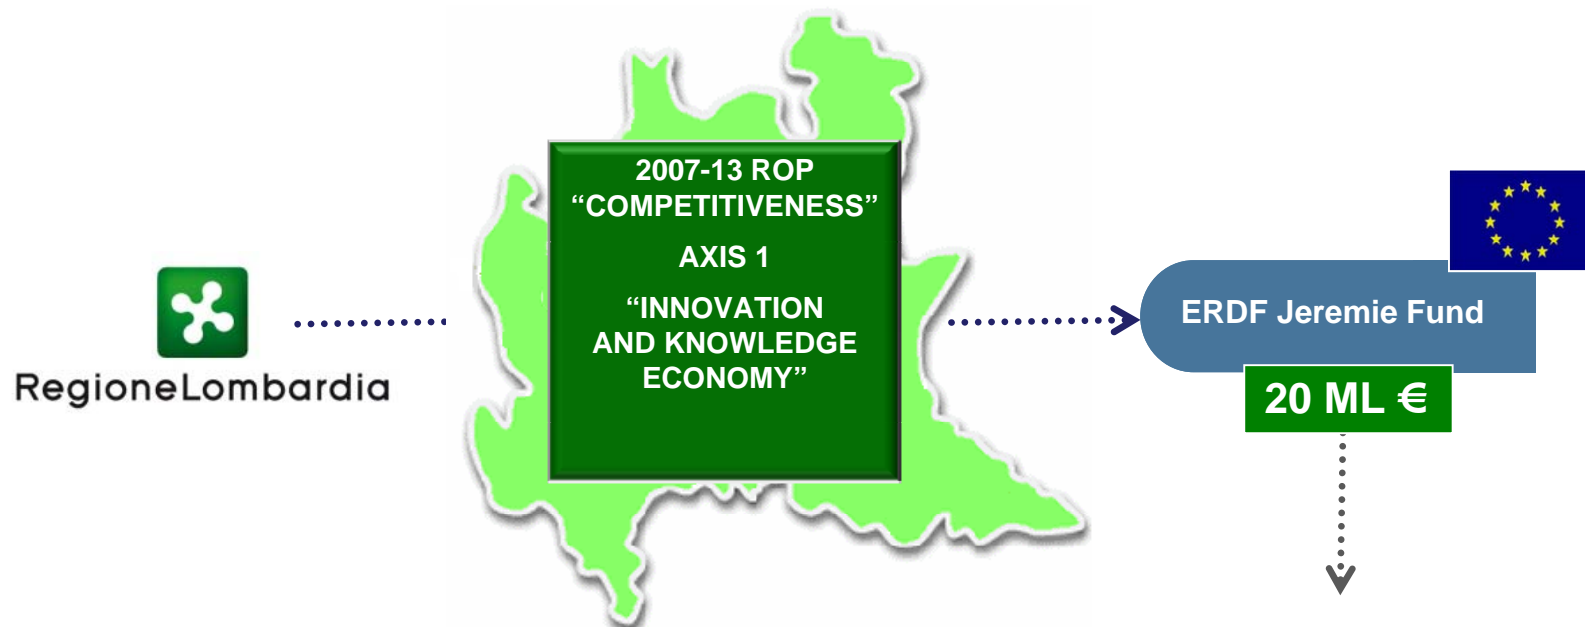 2007-13 ROP
“COMPETITIVENESS”
AXIS 1
“INNOVATION
AND KNOWLEDGE
ECONOMY”
RegioneLombardia
ERDF Jeremie Fund
20 ML €